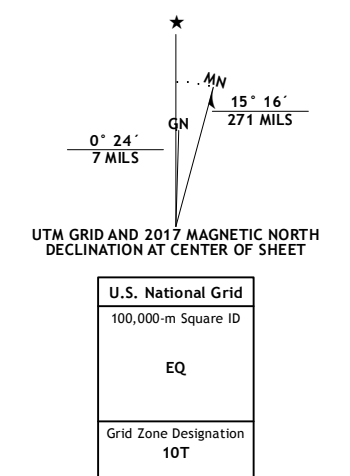 ★
MN
15° 16´
271 MILS
GN
0° 24´
7 MILS
UTM GRID AND 2017 MAGNETIC NORTH
DECLINATION AT CENTER OF SHEET
U.S. National Grid
100,000-m Square ID
EQ
Grid Zone Designation
10T